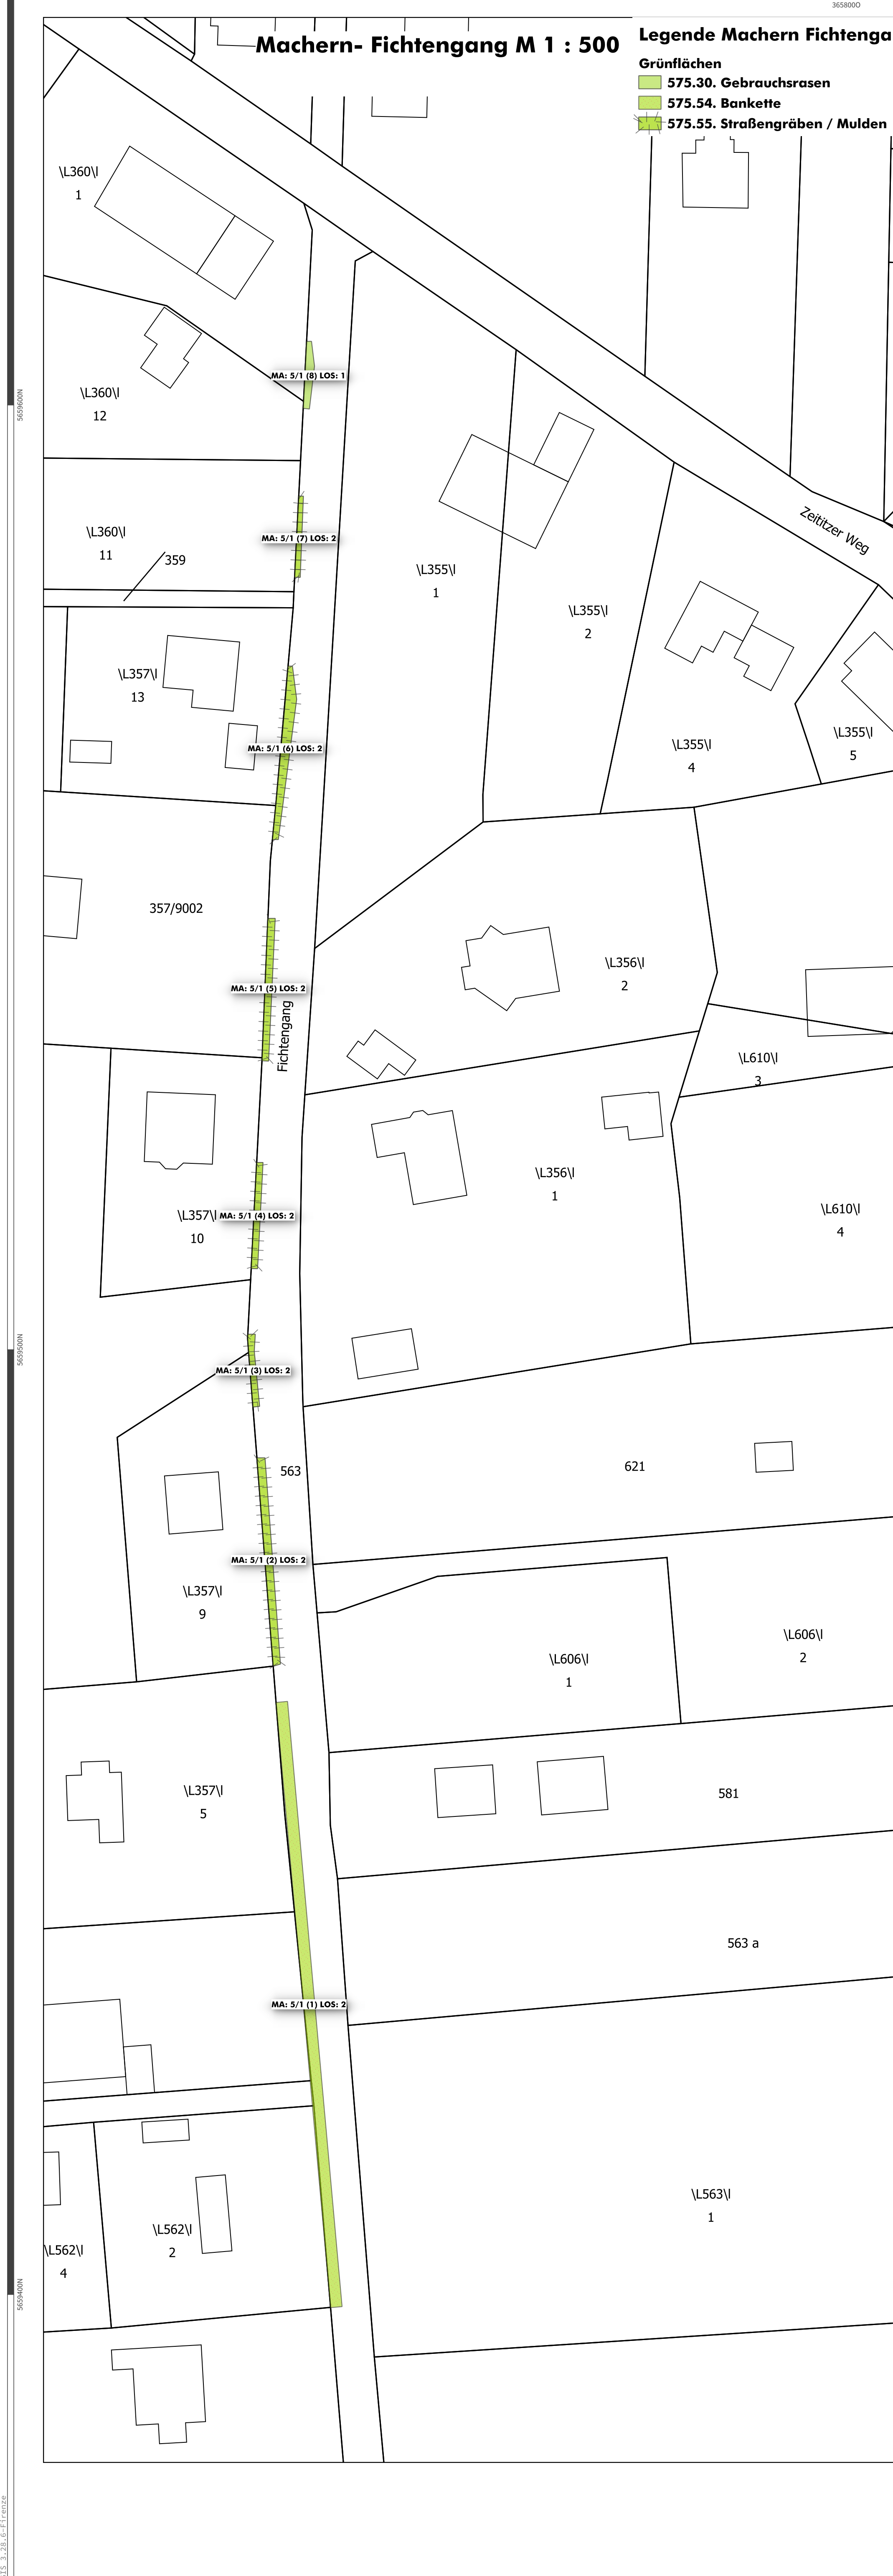 365800O
Machern- Fichtengang M 1 : 500
Legende Machern Fichtenga
Grünflächen
575.30. Gebrauchsrasen
575.54. Bankette
575.55. Straßengräben / Mulden
\L360\l
1
MA: 5/1 (8) LOS: 1
5659600N
\L360\l
12
Zeititzer Weg
\L360\l
11
359
MA: 5/1 (7) LOS: 2
\L355\l
1
\L355\l
2
\L357\l
13
MA: 5/1 (6) LOS: 2
\L355\l
4
\L355\l
5
357/9002
\L356\l
2
MA: 5/1 (5) LOS: 2
Fichtengang
\L610\l
3
\L356\l
1
\L357\l
10
MA: 5/1 (4) LOS: 2
\L610\l
4
5659500N
MA: 5/1 (3) LOS: 2
563
621
MA: 5/1 (2) LOS: 2
\L357\l
9
\L606\l
1
\L606\l
2
\L357\l
5
581
563 a
MA: 5/1 (1) LOS: 2
\L563\l
1
\L562\l
2
\L562\l
4
5659400N
3.28.6-Firenze